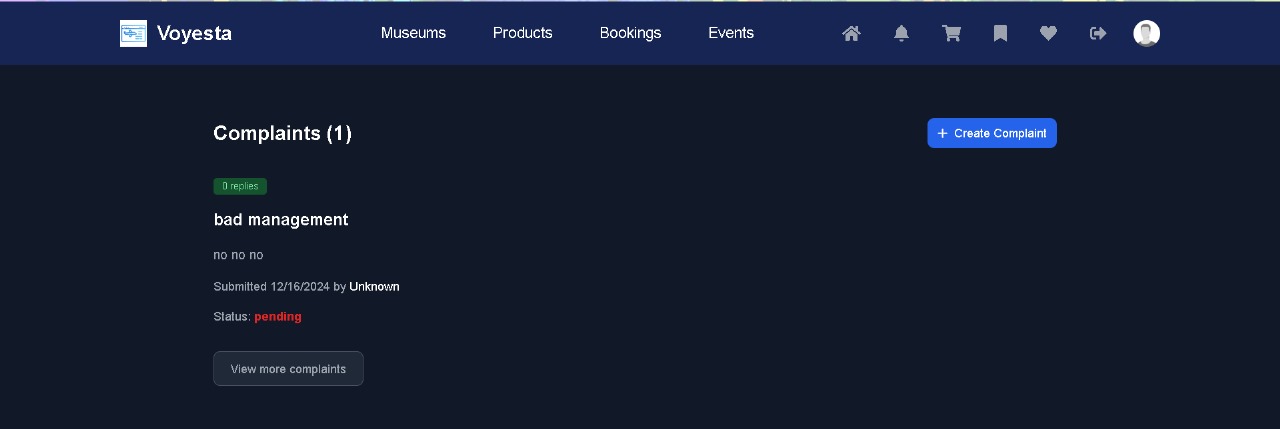 Voyesta Museums Products Bookings Events
Complaints (1) + Create Complaint
0 replies
bad management
no no no
Submitted 12/16/2024 by Unknown
Status: pending
View more complaints